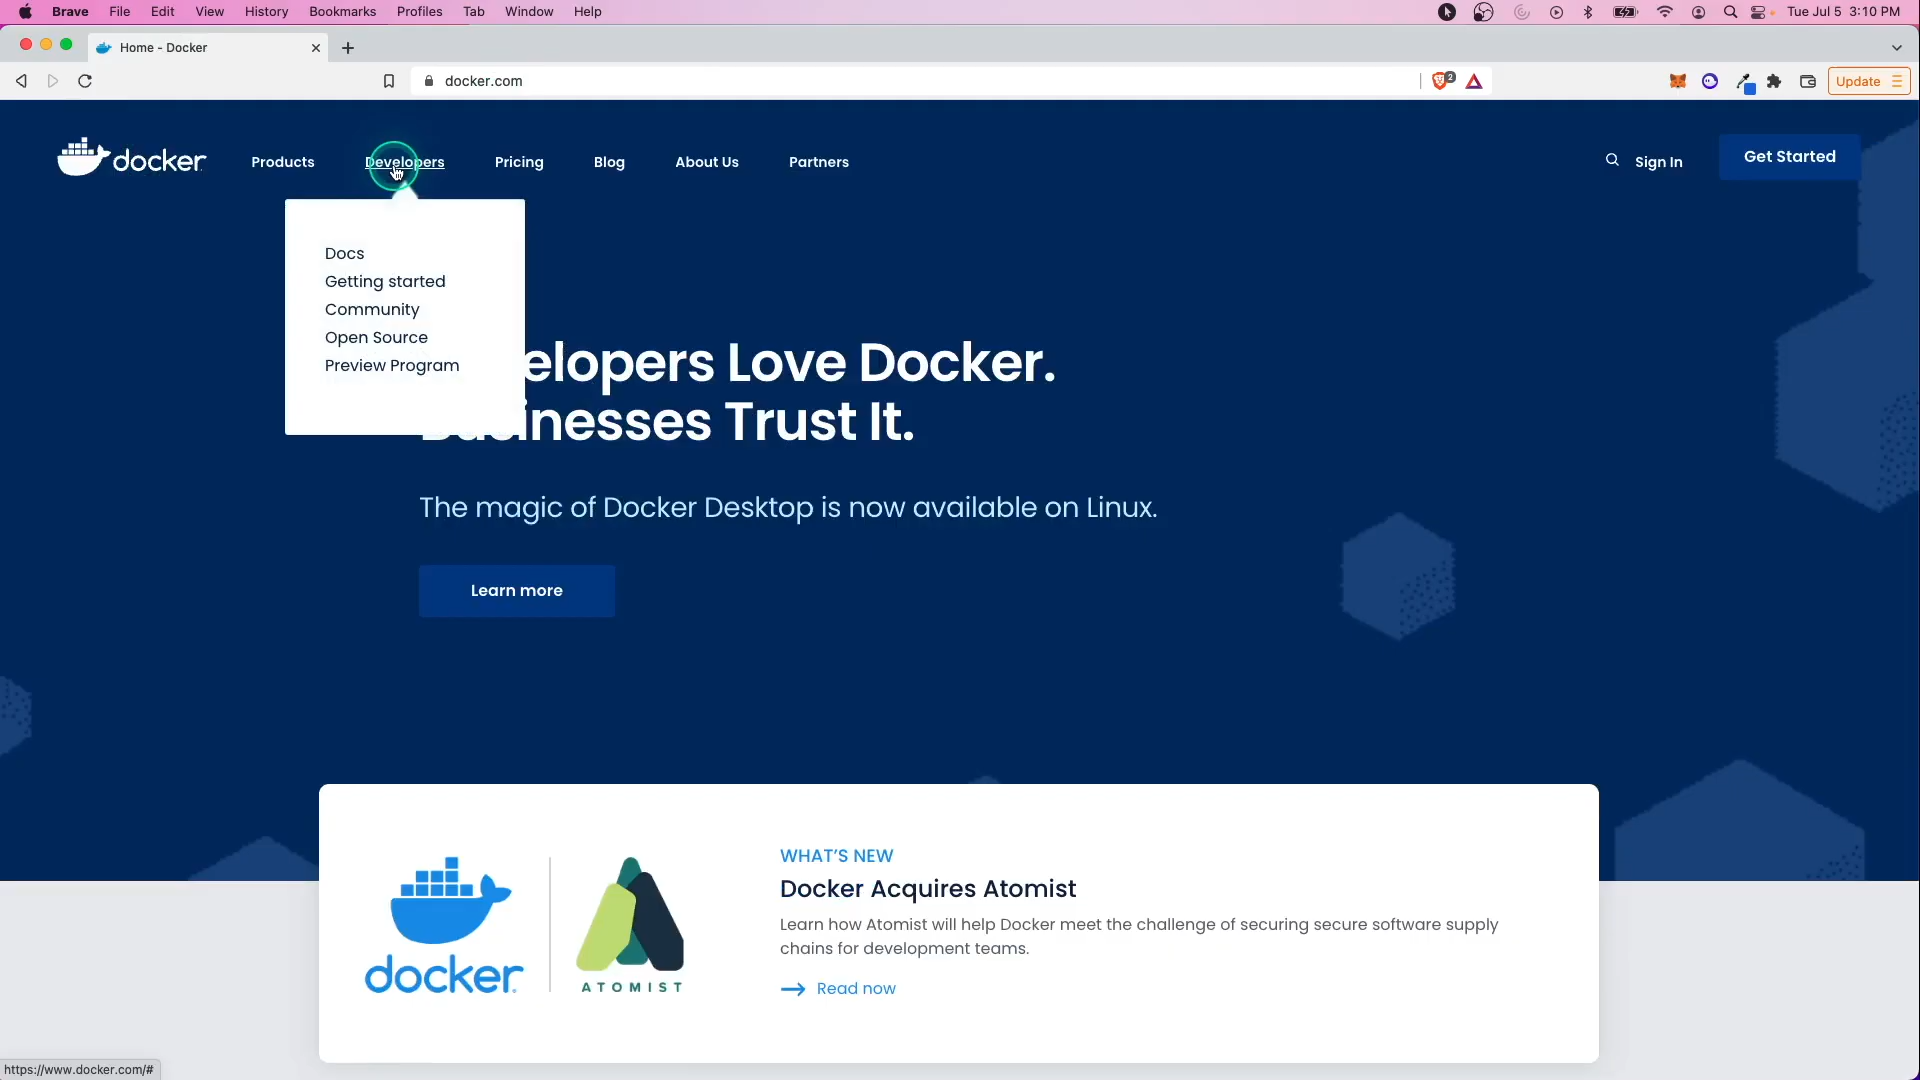 Brave File Edit View History Bookmarks Profiles Tab Window Help Tue Jul 5 3:10 PM
Home - Docker
docker.com 2 Update
docker Products Developers Pricing Blog About Us Partners Sign In Get Started
Docs
Getting started
Community
Open Source
Preview Program
elopers Love Docker.
inesses Trust It.
The magic of Docker Desktop is now available on Linux.
Learn more
WHAT'S NEW
Docker Acquires Atomist
Learn how Atomist will help Docker meet the challenge of securing secure software supply
chains for development teams.
Read now
docker
ATOMIST
https://www.docker.com/#